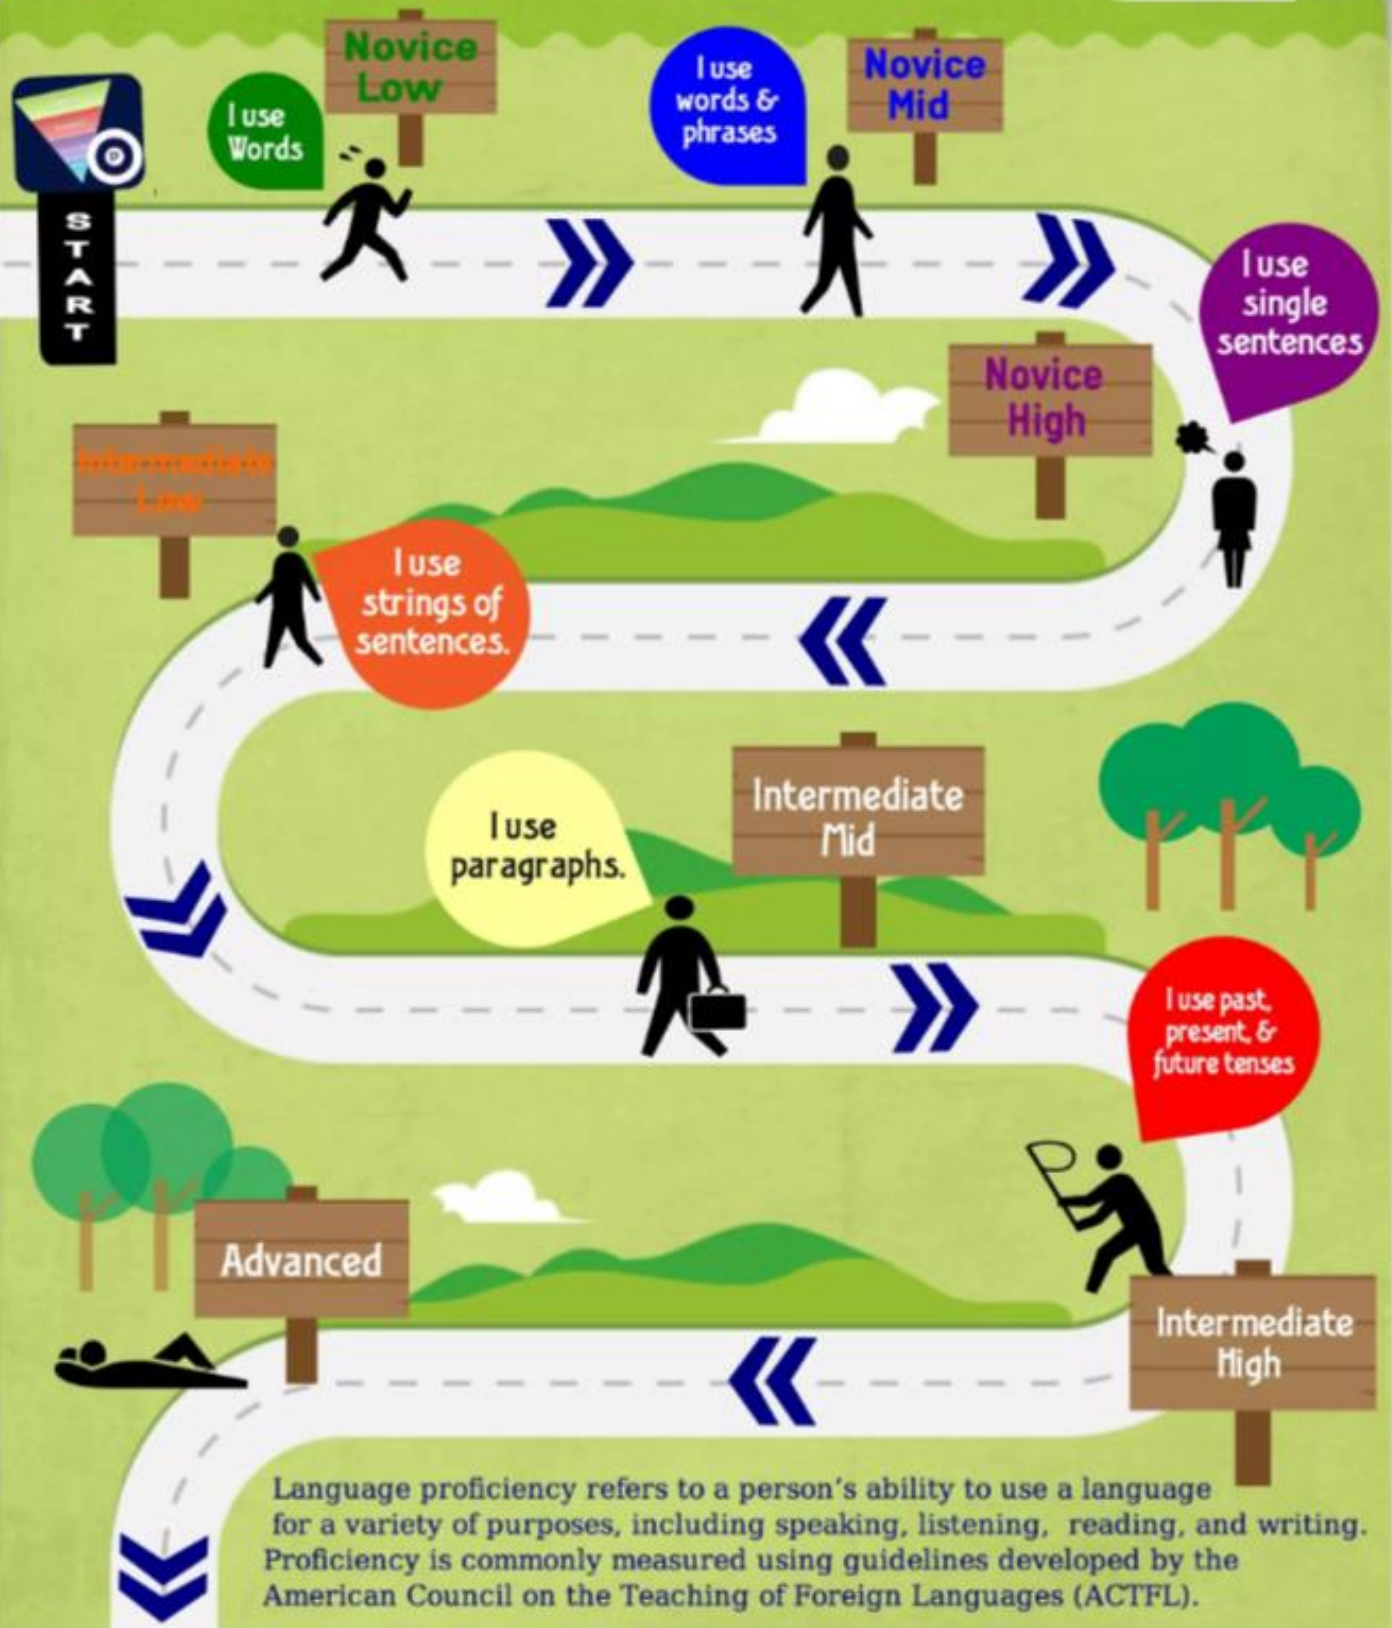 Novice
Low
I use
Words
I use
words &
phrases
Novice
Mid
START
I use
single
sentences
Novice
High
Intermediate
Low
I use
strings of
sentences.
Intermediate
Mid
I use
paragraphs.
I use past,
present, &
future tenses
Advanced
Intermediate
High
Language proficiency refers to a person's ability to use a language
for a variety of purposes, including speaking, listening, reading, and writing.
Proficiency is commonly measured using guidelines developed by the
American Council on the Teaching of Foreign Languages (ACTFL).